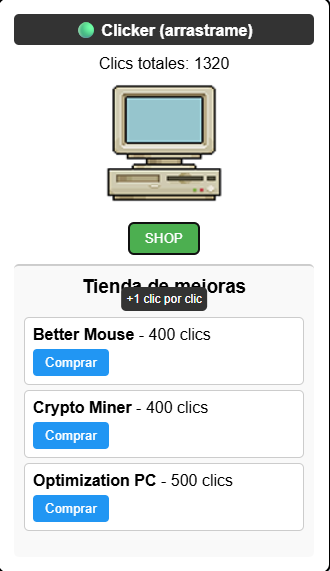 Clicker (arrastrame)
Clics totales: 1320
SHOP
Tienda de mejoras
+1 clic por clic
Better Mouse - 400 clics
Comprar
Crypto Miner - 400 clics
Comprar
Optimization PC - 500 clics
Comprar